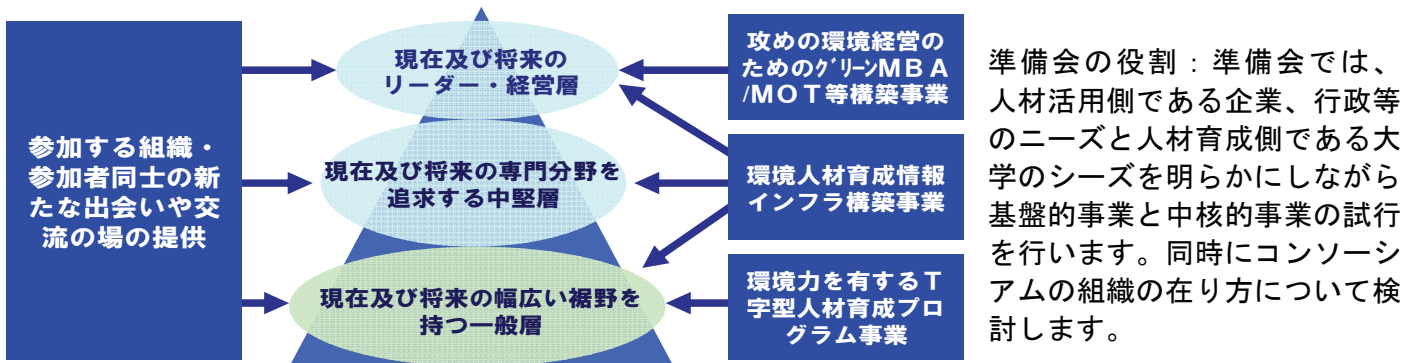 参加する組織・
参加者同士の新
たな出会いや交
流の場の提供
現在及び将来の
リーダー・経営層
現在及び将来の専門分野を
追求する中堅層
現在及び将来の幅広い裾野を
持つ一般層
攻めの環境経営の
ためのグリーンMBA
/MOT等構築事業
環境人材育成情報
インフラ構築事業
環境力を有するT
字型人材育成プロ
グラム事業
準備会の役割：準備会では、
人材活用側である企業、行政等
のニーズと人材育成側である大
学のシーズを明らかにしながら
基盤的事業と中核的事業の試行
を行います。同時にコンソーシ
アムの組織の在り方について検
討します。